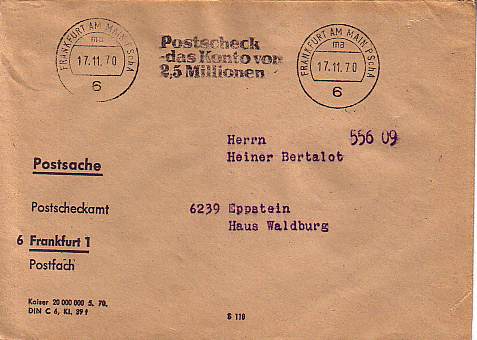 FRANKFURT AM MAIN PSchA
ma
17.11.70
6
Postscheck
-das Konto von
2,5 Millionen
FRANKFURT AM MAIN PSchA
ma
17.11.70
6
Herrn 556 09
Heiner Bertalot
6239 Eppstein
Haus Waldburg
Postsache
Postscheckamt
6 Frankfurt 1
Postfach
Kaiser 20 000 000 5. 70.
DIN C 6, Kl. 39 f
S 110